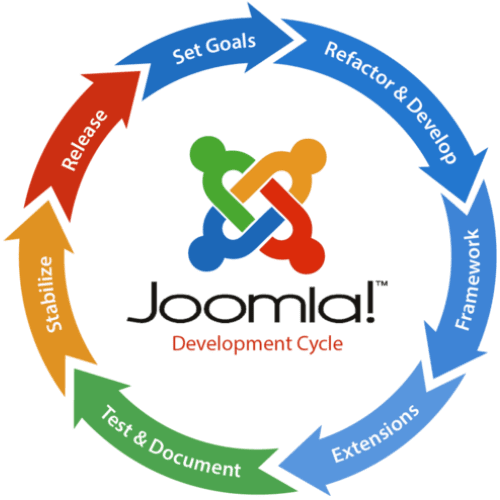 Set Goals
Refactor & Develop
Framework
Extensions
Test & Document
Stabilize
Release
Joomla!™
Development Cycle